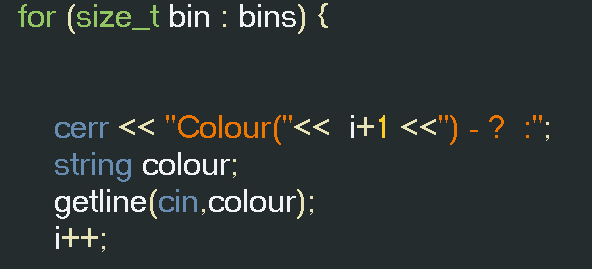 for (size_t bin : bins) {
cerr << "Colour("<<  i+1 <<") - ?  :";
string colour;
getline(cin,colour);
i++;